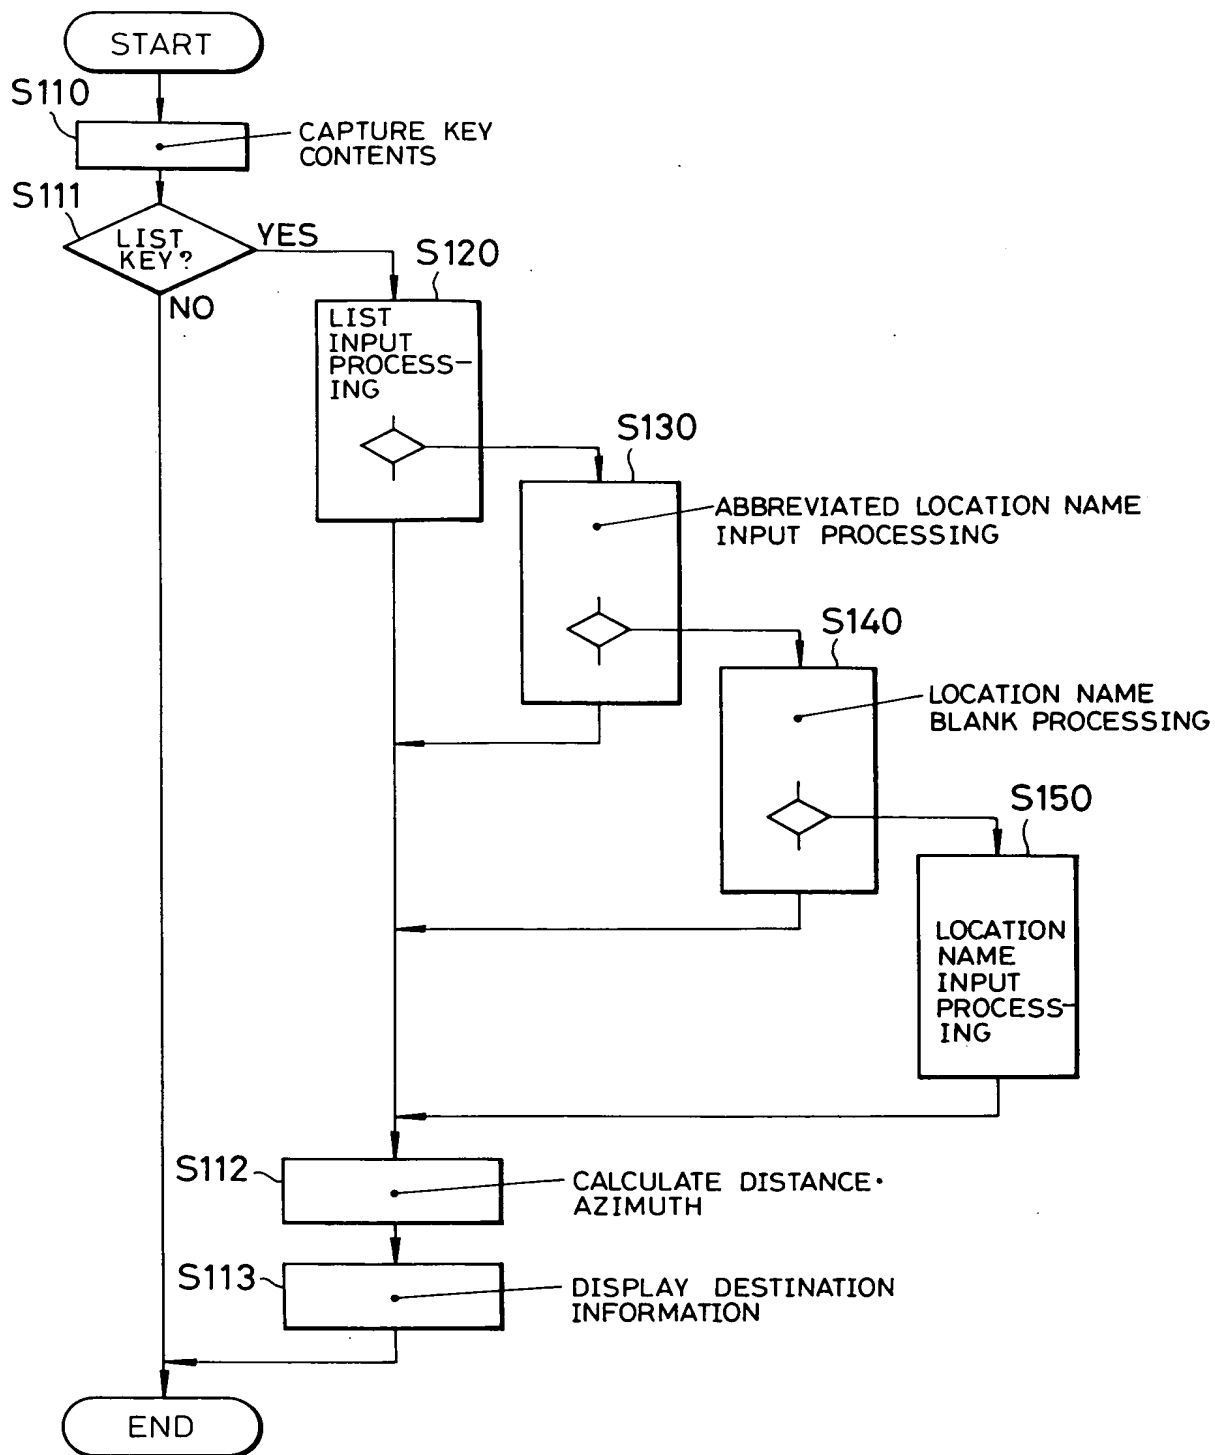 START
S110
CAPTURE KEY
CONTENTS
S111
LIST
KEY?
YES
NO
S120
LIST
INPUT
PROCESS-
ING
S130
ABBREVIATED LOCATION NAME
INPUT PROCESSING
S140
LOCATION NAME
BLANK PROCESSING
S150
LOCATION
NAME
INPUT
PROCESS-
ING
S112
CALCULATE DISTANCE·
AZIMUTH
S113
DISPLAY DESTINATION
INFORMATION
END